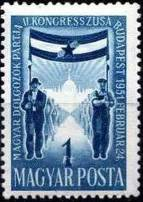 MAGYAR DOLGOZÓK PÁRTJA
II. KONGRESSZUSA
BUDAPEST 1951 FEBRUÁR 24.
1
MAGYAR POSTA